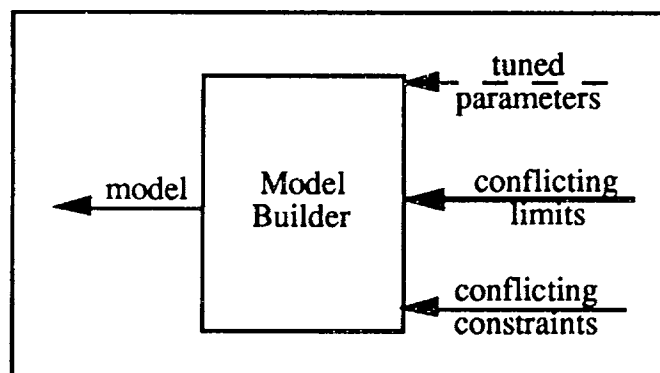 tuned
parameters
model
Model
Builder
conflicting
limits
conflicting
constraints